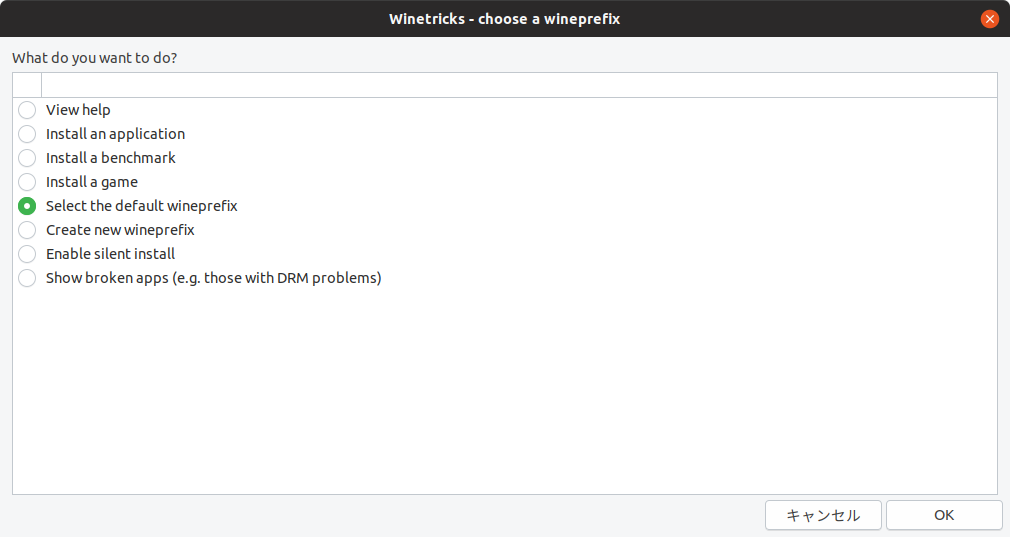 Winetricks - choose a wineprefix
What do you want to do?
View help
Install an application
Install a benchmark
Install a game
Select the default wineprefix
Create new wineprefix
Enable silent install
Show broken apps (e.g. those with DRM problems)
キャンセル
OK